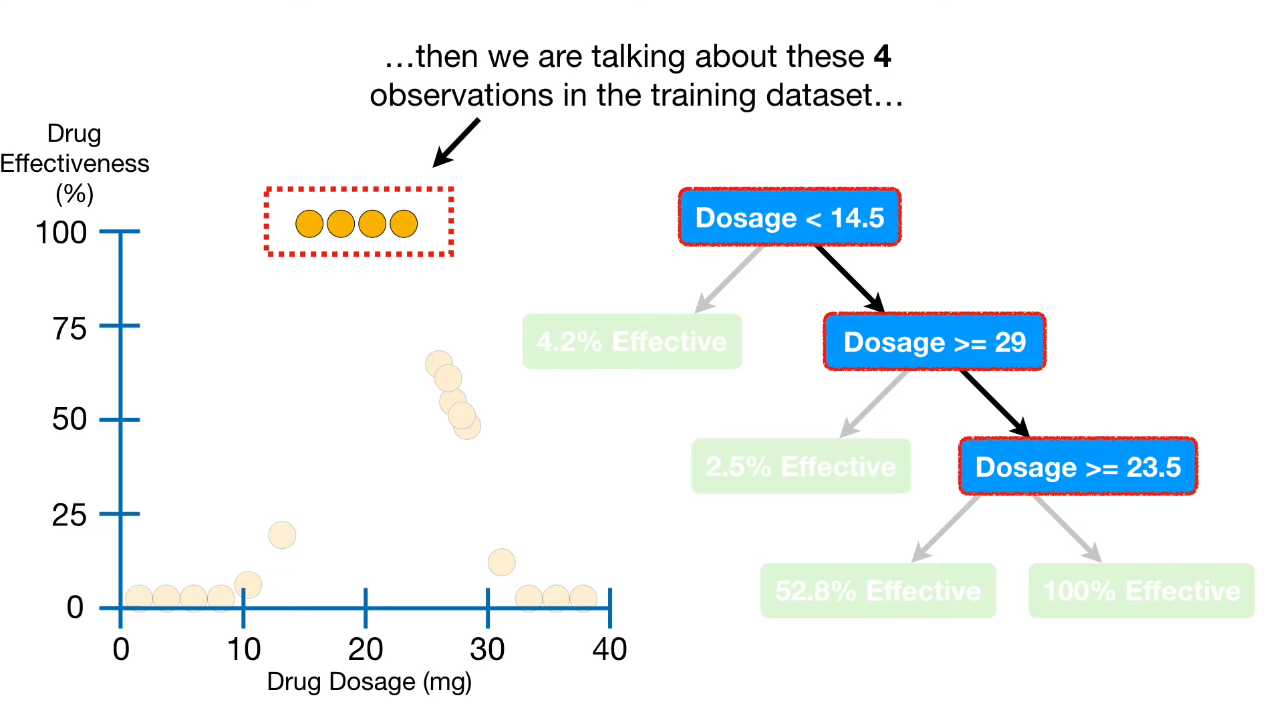 …then we are talking about these 4
observations in the training dataset…
Drug
Effectiveness
(%)
100
75
50
25
0
0 10 20 30 40
Drug Dosage (mg)
Dosage < 14.5
4.2% Effective
Dosage >= 29
2.5% Effective
Dosage >= 23.5
52.8% Effective
100% Effective